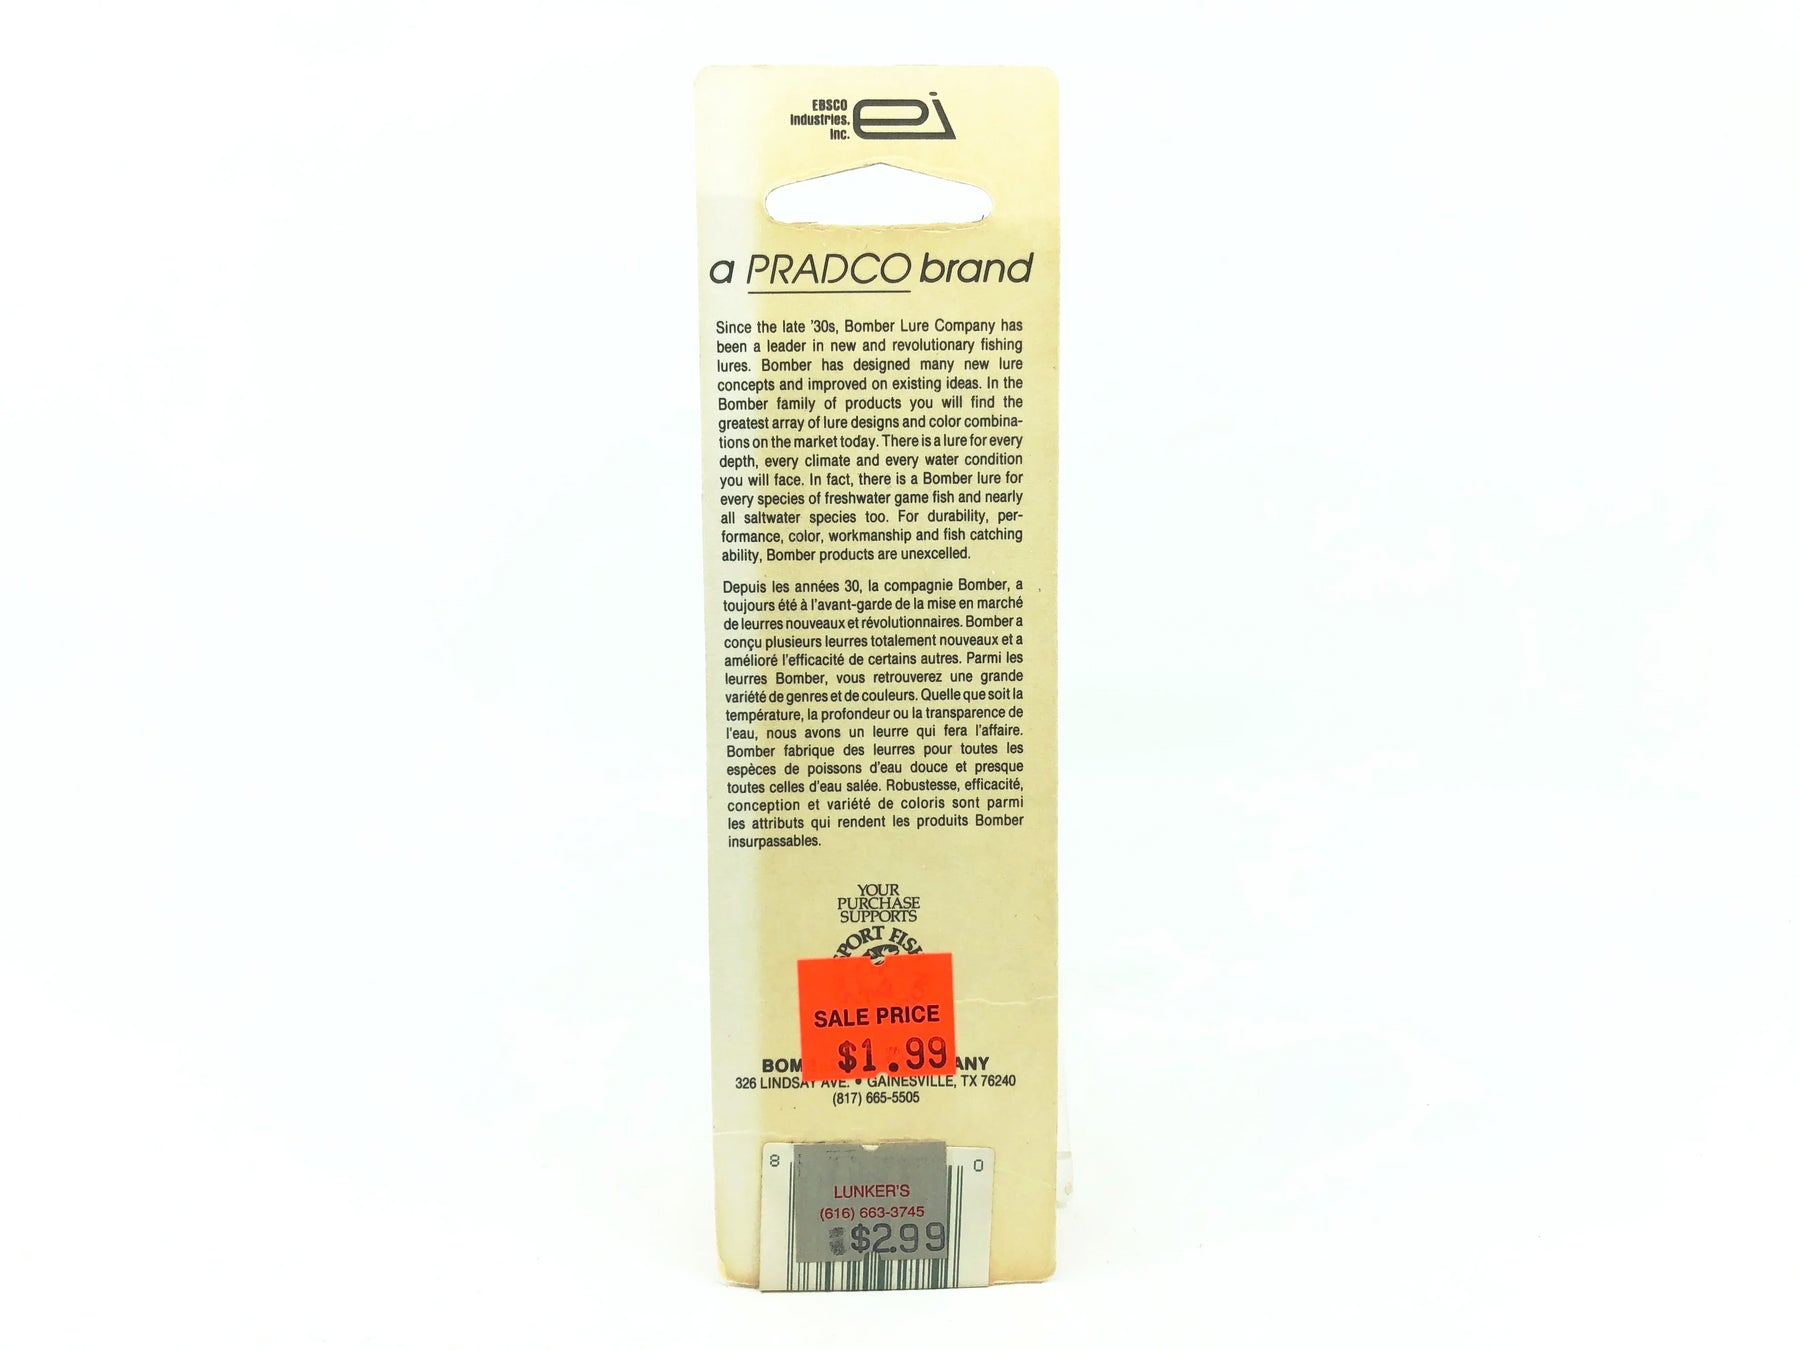 EBSCO
Industries,
Inc.
ei
a PRADCO brand
Since the late '30s, Bomber Lure Company has
been a leader in new and revolutionary fishing
lures. Bomber has designed many new lure
concepts and improved on existing ideas. In the
Bomber family of products you will find the
greatest array of lure designs and color combina-
tions on the market today. There is a lure for every
depth, every climate and every water condition
you will face. In fact, there is a Bomber lure for
every species of freshwater game fish and nearly
all saltwater species too. For durability, per-
formance, color, workmanship and fish catching
ability, Bomber products are unexcelled.
Depuis les années 30, la compagnie Bomber, a
toujours été à l'avant-garde de la mise en marché
de leurres nouveaux et révolutionnaires. Bomber a
conçu plusieurs leurres totalement nouveaux et a
amélioré l'efficacité de certains autres. Parmi les
leurres Bomber, vous retrouverez une grande
variété de genres et de couleurs. Quelle que soit la
température, la profondeur ou la transparence de
l'eau, nous avons un leurre qui fera l'affaire.
Bomber fabrique des leurres pour toutes les
espèces de poissons d'eau douce et presque
toutes celles d'eau salée. Robustesse, efficacité,
conception et variété de coloris sont parmi
les attributs qui rendent les produits Bomber
insurpassables.
YOUR
PURCHASE
SUPPORTS
SPORT FISH
SALE PRICE
$1.99
326 LINDSAY AVE. • GAINESVILLE, TX 76240
(817) 665-5505
8 0
LUNKER'S
(616) 663-3745
$2.99